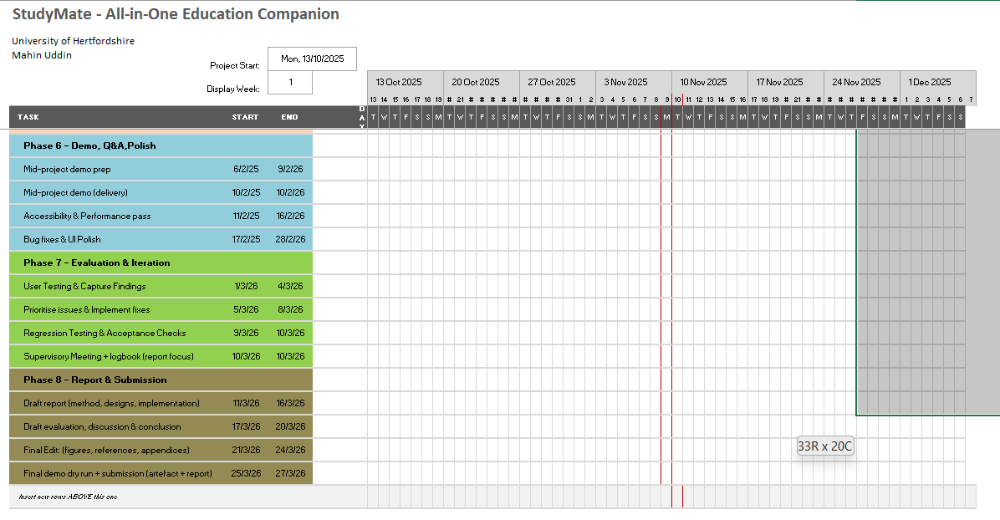 StudyMate - All-in-One Education Companion
University of Hertfordshire
Mahin Uddin
Project Start: Mon, 13/10/2025
Display Week: 1
13 Oct 2025 20 Oct 2025 27 Oct 2025 3 Nov 2025 10 Nov 2025 17 Nov 2025 24 Nov 2025 1 Dec 2025
13 14 15 16 17 18 19 # 21 # # # # # # # # # 31 1 2 3 4 5 6 7 8 9 10 11 12 13 14 15 16 17 18 19 # 21 # # # # # # # # # 1 2 3 4 5 6 7
TASK START END DAY T W T F S S M T W T F S S M T W T F S S M T W T F S S M T W T F S S M T W T F S S M T W T F S S M T W T F S S
Phase 6 - Demo, Q&A,Polish
Mid-project demo prep 6/2/25 9/2/26
Mid-project demo (delivery) 10/2/25 10/2/26
Accessibility & Performance pass 11/2/25 16/2/26
Bug fixes & UI Polish 17/2/25 28/2/26
Phase 7 - Evaluation & Iteration
User Testing & Capture Findings 1/3/26 4/3/26
Prioritise issues & Implement fixes 5/3/26 8/3/26
Regression Testing & Acceptance Checks 9/3/26 10/3/26
Supervisory Meeting + logbook (report focus) 10/3/26 10/3/26
Phase 8 - Report & Submission
Draft report (method, designs, implementation) 11/3/26 16/3/26
Draft evaluation, discussion & conclusion 17/3/26 20/3/26
Final Edit: (figures, references, appendices) 21/3/26 24/3/26
33R x 20C
Final demo dry run + submission (artefact + report) 25/3/26 27/3/26
Insert new rows ABOVE this one